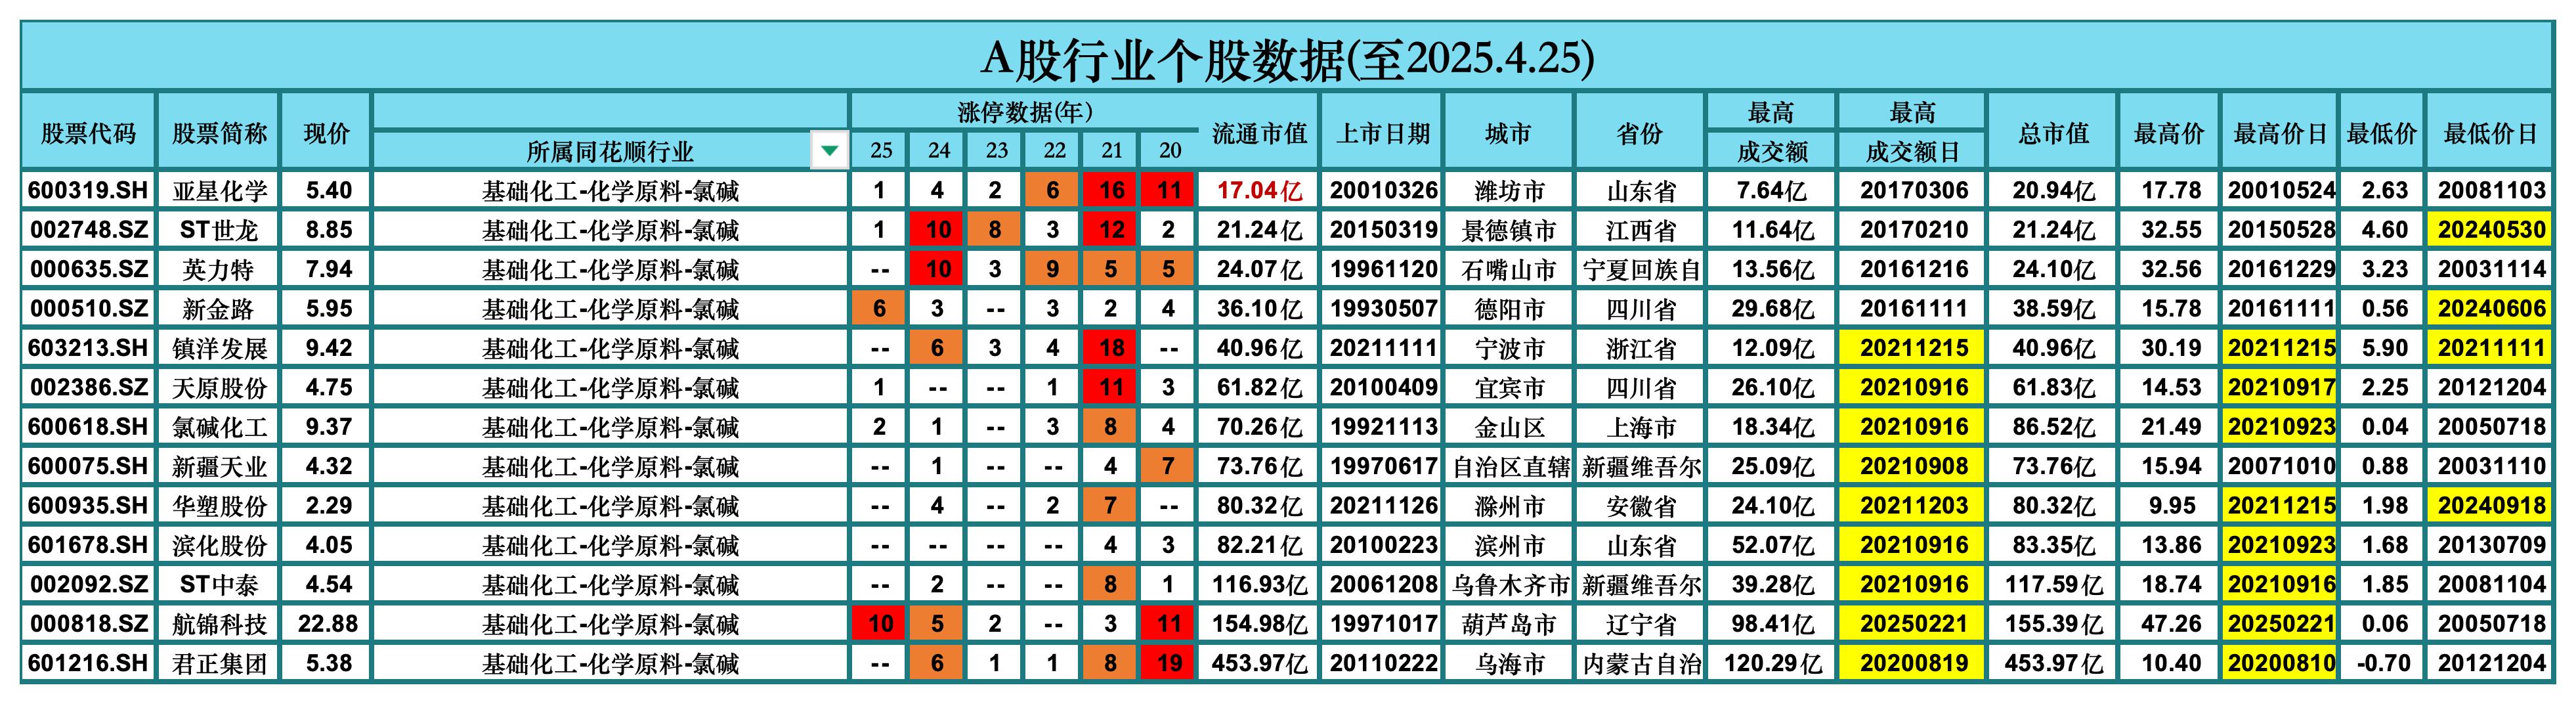 A股行业个股数据(至2025.4.25)
股票代码 股票简称 现价 所属同花顺行业 涨停数据(年) 25 24 23 22 21 20 流通市值 上市日期 城市 省份 最高成交额 最高成交额日 总市值 最高价 最高价日 最低价 最低价日
600319.SH 亚星化学 5.40 基础化工-化学原料-氯碱 1 4 2 6 16 11 17.04亿 20010326 潍坊市 山东省 7.64亿 20170306 20.94亿 17.78 20010524 2.63 20081103
002748.SZ ST世龙 8.85 基础化工-化学原料-氯碱 1 10 8 3 12 2 21.24亿 20150319 景德镇市 江西省 11.64亿 20170210 21.24亿 32.55 20150528 4.60 20240530
000635.SZ 英力特 7.94 基础化工-化学原料-氯碱 -- 10 3 9 5 5 24.07亿 19961120 石嘴山市 宁夏回族自 13.56亿 20161216 24.10亿 32.56 20161229 3.23 20031114
000510.SZ 新金路 5.95 基础化工-化学原料-氯碱 6 3 -- 3 2 4 36.10亿 19930507 德阳市 四川省 29.68亿 20161111 38.59亿 15.78 20161111 0.56 20240606
603213.SH 镇洋发展 9.42 基础化工-化学原料-氯碱 -- 6 3 4 18 -- 40.96亿 20211111 宁波市 浙江省 12.09亿 20211215 40.96亿 30.19 20211215 5.90 20211111
002386.SZ 天原股份 4.75 基础化工-化学原料-氯碱 1 -- -- 1 11 3 61.82亿 20100409 宜宾市 四川省 26.10亿 20210916 61.83亿 14.53 20210917 2.25 20121204
600618.SH 氯碱化工 9.37 基础化工-化学原料-氯碱 2 1 -- 3 8 4 70.26亿 19921113 金山区 上海市 18.34亿 20210916 86.52亿 21.49 20210923 0.04 20050718
600075.SH 新疆天业 4.32 基础化工-化学原料-氯碱 -- 1 -- -- 4 7 73.76亿 19970617 自治区直辖 新疆维吾尔 25.09亿 20210908 73.76亿 15.94 20071010 0.88 20031110
600935.SH 华塑股份 2.29 基础化工-化学原料-氯碱 -- 4 -- 2 7 -- 80.32亿 20211126 滁州市 安徽省 24.10亿 20211203 80.32亿 9.95 20211215 1.98 20240918
601678.SH 滨化股份 4.05 基础化工-化学原料-氯碱 -- -- -- -- 4 3 82.21亿 20100223 滨州市 山东省 52.07亿 20210916 83.35亿 13.86 20210923 1.68 20130709
002092.SZ ST中泰 4.54 基础化工-化学原料-氯碱 -- 2 -- -- 8 1 116.93亿 20061208 乌鲁木齐市 新疆维吾尔 39.28亿 20210916 117.59亿 18.74 20210916 1.85 20081104
000818.SZ 航锦科技 22.88 基础化工-化学原料-氯碱 10 5 2 -- 3 11 154.98亿 19971017 葫芦岛市 辽宁省 98.41亿 20250221 155.39亿 47.26 20250221 0.06 20050718
601216.SH 君正集团 5.38 基础化工-化学原料-氯碱 -- 6 1 1 8 19 453.97亿 20110222 乌海市 内蒙古自治 120.29亿 20200819 453.97亿 10.40 20200810 -0.70 20121204